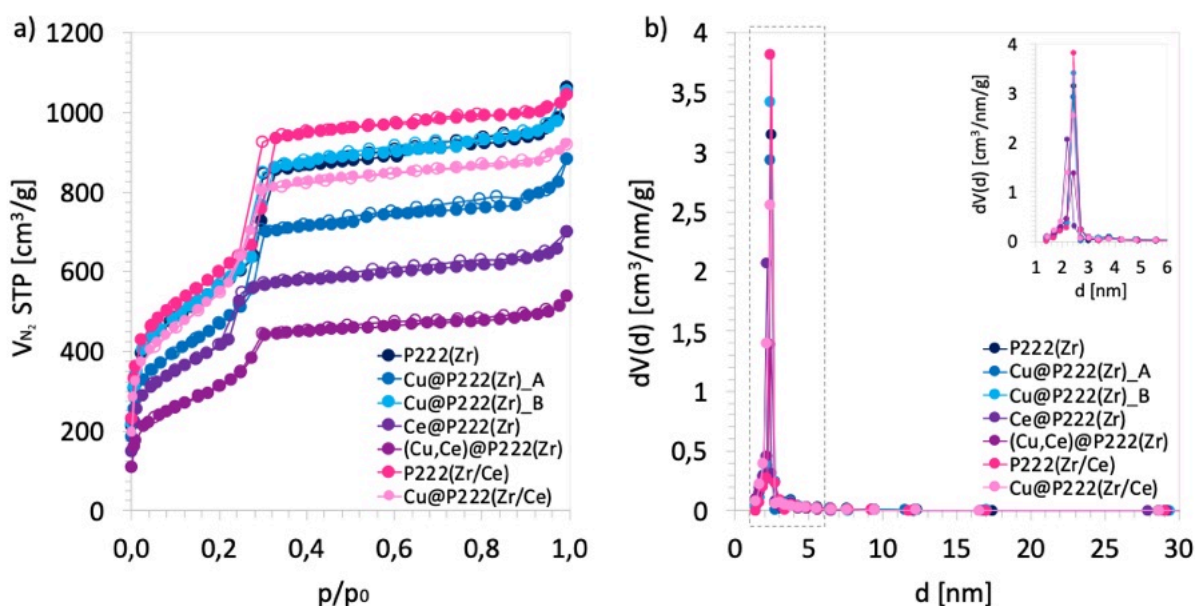 a)
1200
1000
800
600
400
200
0
V_N₂ STP [cm³/g]
0,0
0,2
0,4
0,6
0,8
1,0
p/p₀
P222(Zr)
Cu@P222(Zr)_A
Cu@P222(Zr)_B
Ce@P222(Zr)
(Cu,Ce)@P222(Zr)
P222(Zr/Ce)
Cu@P222(Zr/Ce)
b)
4
3,5
3
2,5
2
1,5
1
0,5
0
dV(d) [cm³/nm/g]
0
5
10
15
20
25
30
d [nm]
4
3
2
1
0
dV(d) [cm³/nm/g]
1
2
3
4
5
6
d [nm]
P222(Zr)
Cu@P222(Zr)_A
Cu@P222(Zr)_B
Ce@P222(Zr)
(Cu,Ce)@P222(Zr)
P222(Zr/Ce)
Cu@P222(Zr/Ce)